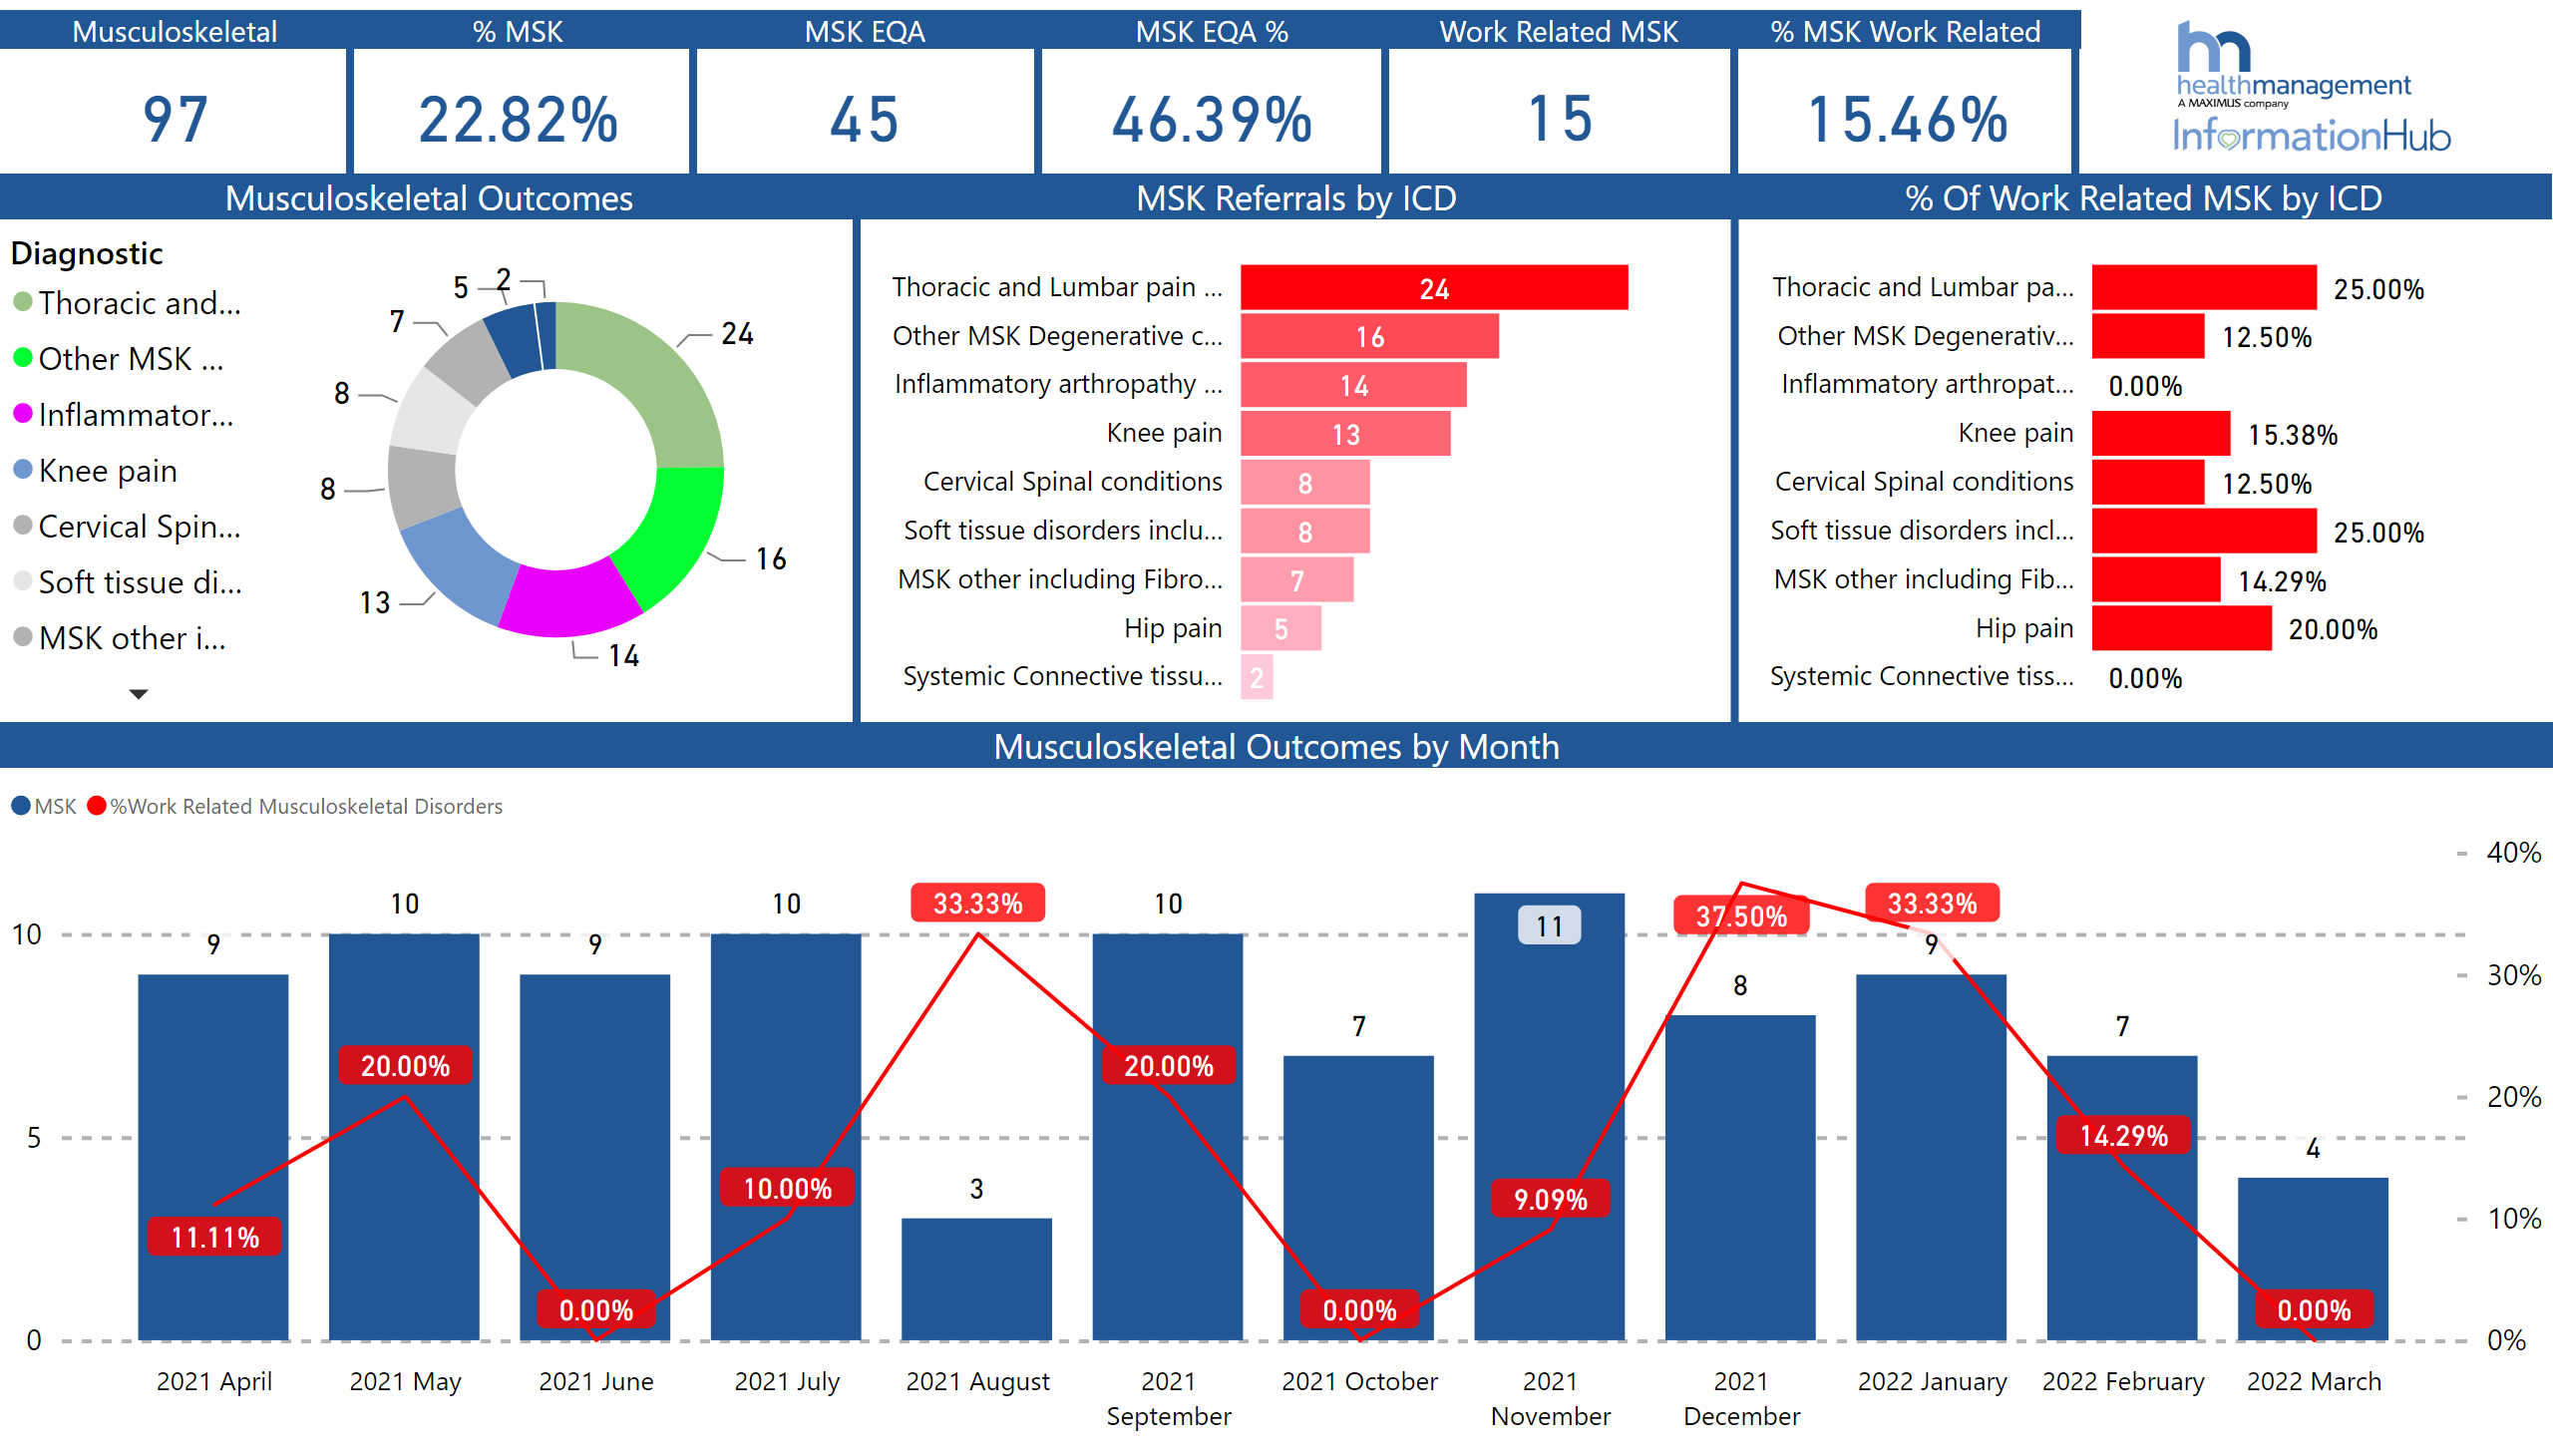 Musculoskeletal
% MSK
MSK EQA
MSK EQA %
Work Related MSK
% MSK Work Related
97
22.82%
45
46.39%
15
15.46%
hm
healthmanagement
A MAXIMUS company
InformationHub
Musculoskeletal Outcomes
Diagnostic
Thoracic and...
Other MSK ...
Inflammator...
Knee pain
Cervical Spin...
Soft tissue di...
MSK other i...
24
16
14
13
8
8
7
5
2
MSK Referrals by ICD
Thoracic and Lumbar pain ... 24
Other MSK Degenerative c... 16
Inflammatory arthropathy ... 14
Knee pain 13
Cervical Spinal conditions 8
Soft tissue disorders inclu... 8
MSK other including Fibro... 7
Hip pain 5
Systemic Connective tissu... 2
% Of Work Related MSK by ICD
Thoracic and Lumbar pa... 25.00%
Other MSK Degenerativ... 12.50%
Inflammatory arthropat... 0.00%
Knee pain 15.38%
Cervical Spinal conditions 12.50%
Soft tissue disorders incl... 25.00%
MSK other including Fib... 14.29%
Hip pain 20.00%
Systemic Connective tiss... 0.00%
Musculoskeletal Outcomes by Month
MSK %Work Related Musculoskeletal Disorders
10
5
0
40%
30%
20%
10%
0%
9
10
9
10
3
10
7
11
8
9
7
4
11.11%
20.00%
0.00%
10.00%
33.33%
20.00%
0.00%
9.09%
37.50%
33.33%
14.29%
0.00%
2021 April
2021 May
2021 June
2021 July
2021 August
2021
September
2021 October
2021
November
2021
December
2022 January
2022 February
2022 March